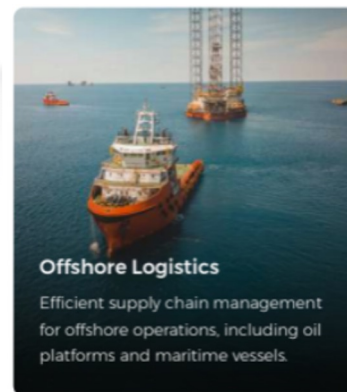 Offshore Logistics
Efficient supply chain management
for offshore operations, including oil
platforms and maritime vessels.